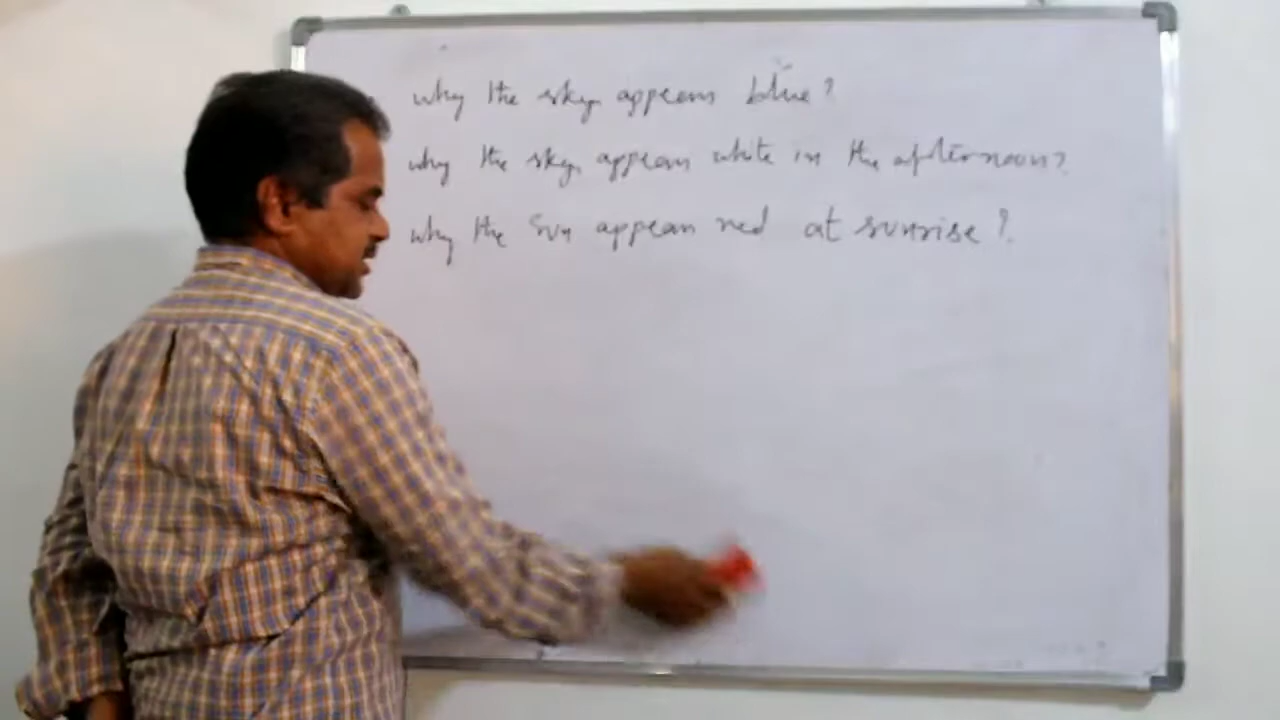 why the sky appears blue?
why the sky appear white in the afternoon?
why the Sun appear red at sunrise?